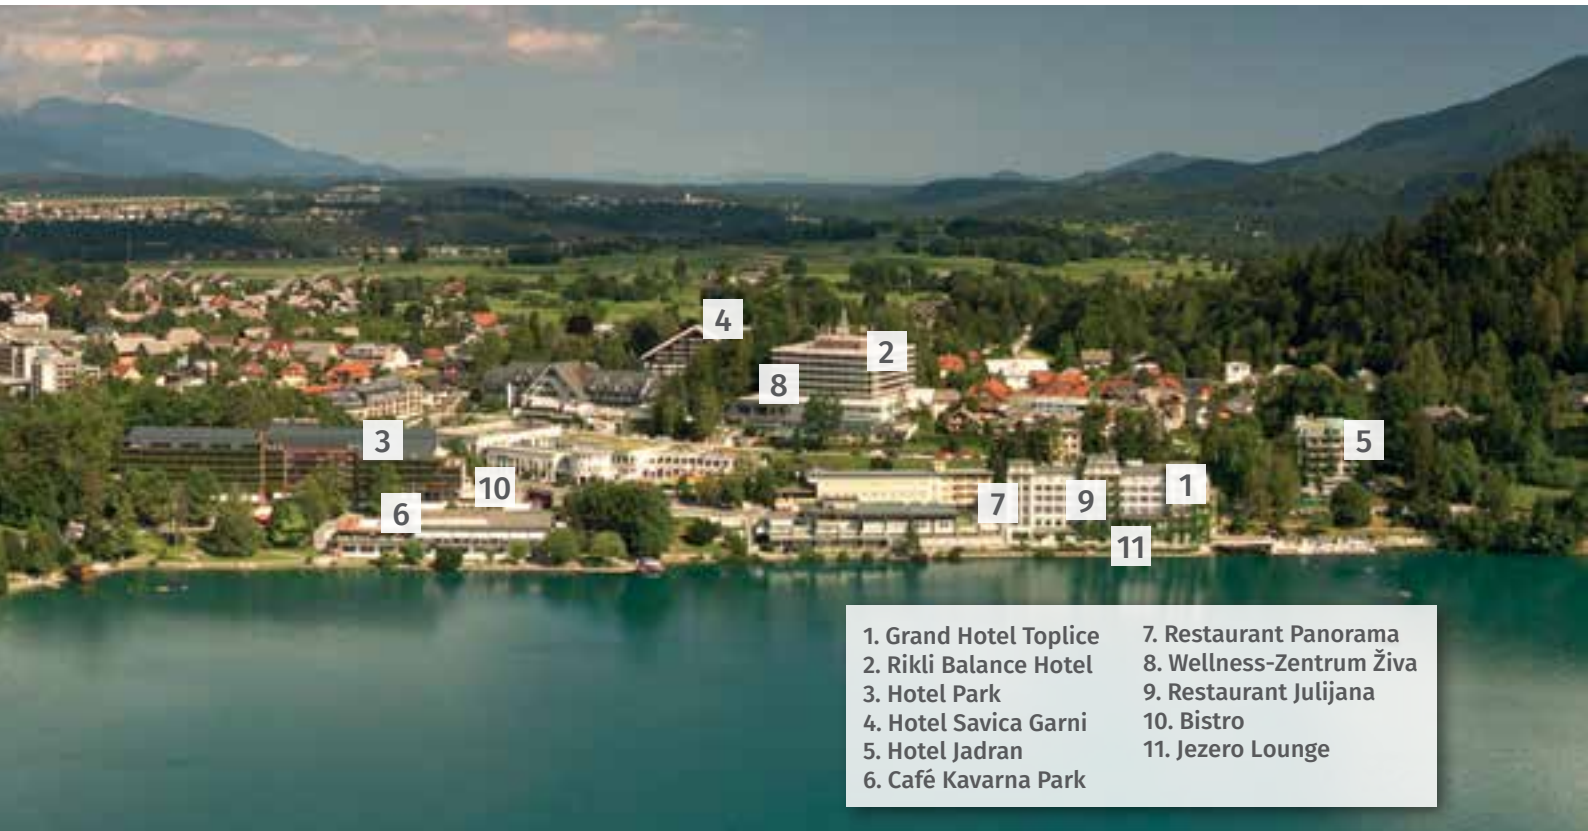 4
2
8
3
5
10
1
7
9
6
11
1. Grand Hotel Toplice
2. Rikli Balance Hotel
3. Hotel Park
4. Hotel Savica Garni
5. Hotel Jadran
6. Café Kavarna Park
7. Restaurant Panorama
8. Wellness-Zentrum Živa
9. Restaurant Julijana
10. Bistro
11. Jezero Lounge